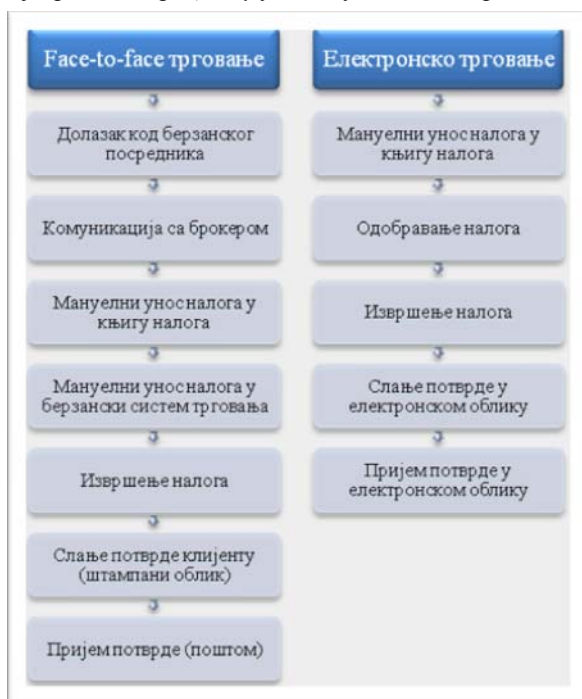 Face-to-face трговање
Долазак код берзанског
посредника
Комуникација са брокером
Мануелни унос налога у
књигу налога
Мануелни унос налога у
берзански систем трговања
Извршење налога
Слање потврде клијенту
(штампани облик)
Пријем потврде (поштом)
Електронско трговање
Мануелни унос налога у
књигу налога
Одобравање налога
Извршење налога
Слање потврде у
електронском облику
Пријем потврде у
електронском облику